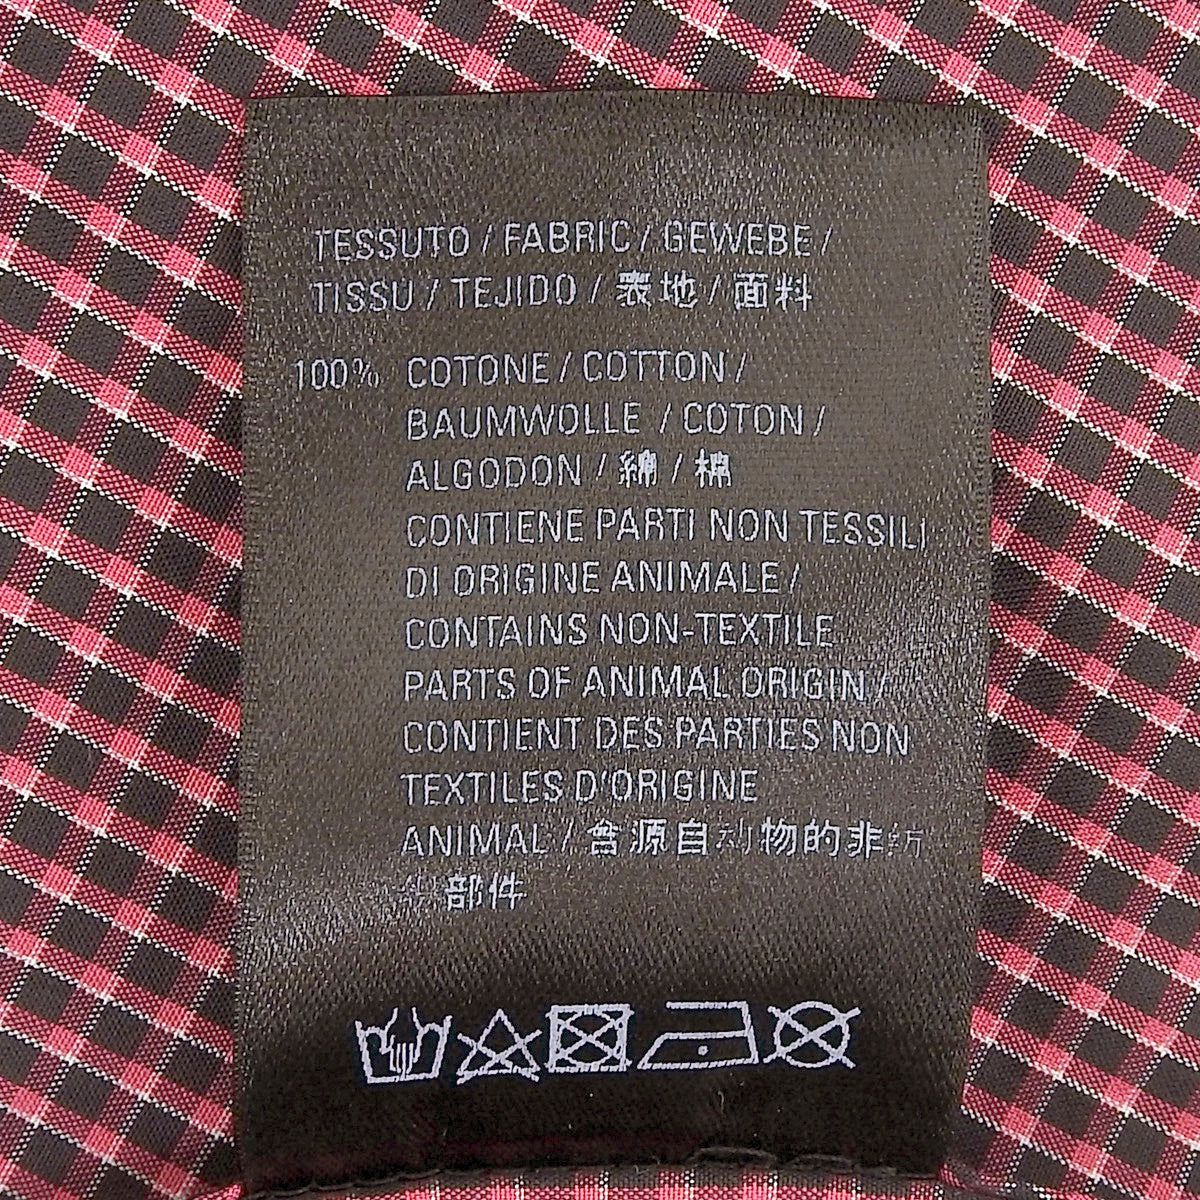 TESSUTO / FABRIC / GEWEBE /
TISSU / TEJIDO / 表地 / 面料
100% COTONE / COTTON /
BAUMWOLLE / COTON /
ALGODON / 綿 / 棉
CONTIENE PARTI NON TESSILI
DI ORIGINE ANIMALE /
CONTAINS NON-TEXTILE
PARTS OF ANIMAL ORIGIN /
CONTIENT DES PARTIES NON
TEXTILES D'ORIGINE
ANIMAL / 含源自动物的非纺
织部件